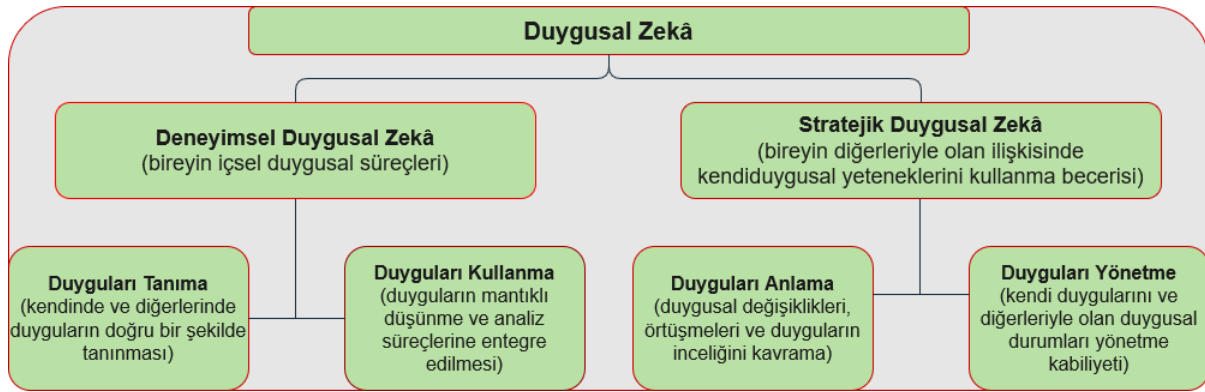 Duygusal Zekâ
Deneyimsel Duygusal Zekâ
(bireyin içsel duygusal süreçleri)
Stratejik Duygusal Zekâ
(bireyin diğerleriyle olan ilişkisinde
kendiduygusal yeteneklerini kullanma becerisi)
Duyguları Tanıma
(kendinde ve diğerlerinde
duyguların doğru bir şekilde
tanınması)
Duyguları Kullanma
(duyguların mantıklı
düşünme ve analiz
süreçlerine entegre
edilmesi)
Duyguları Anlama
(duygusal değişiklikleri,
örtüşmeleri ve duyguların
inceliğini kavrama)
Duyguları Yönetme
(kendi duygularını ve
diğerleriyle olan duygusal
durumları yönetme
kabiliyeti)